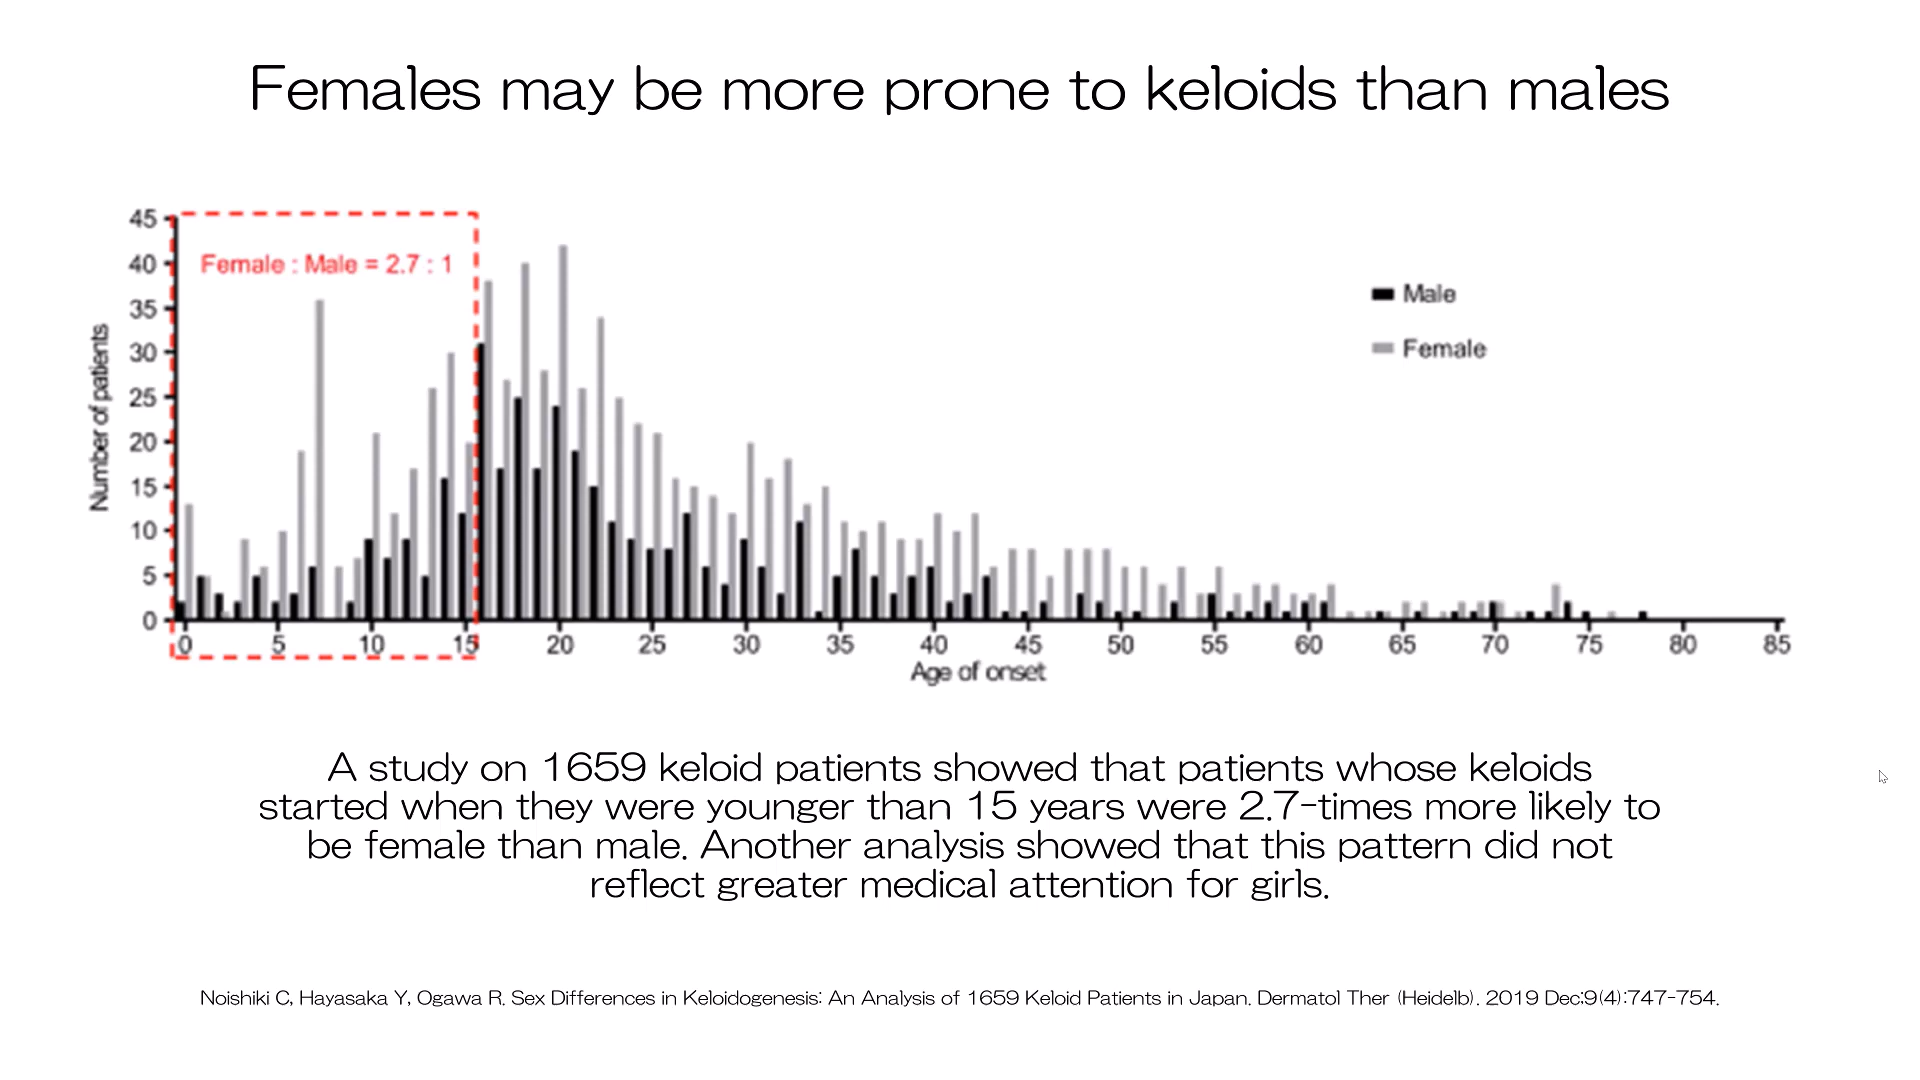 Females may be more prone to keloids than males
45
40
35
30
25
20
15
10
5
0
Number of patients
Female : Male = 2.7 : 1
Male
Female
0 5 10 15 20 25 30 35 40 45 50 55 60 65 70 75 80 85
Age of onset
A study on 1659 keloid patients showed that patients whose keloids
started when they were younger than 15 years were 2.7-times more likely to
be female than male. Another analysis showed that this pattern did not
reflect greater medical attention for girls.
Noishiki C, Hayasaka Y, Ogawa R. Sex Differences in Keloidogenesis: An Analysis of 1659 Keloid Patients in Japan. Dermatol Ther (Heidelb). 2019 Dec;9(4):747-754.